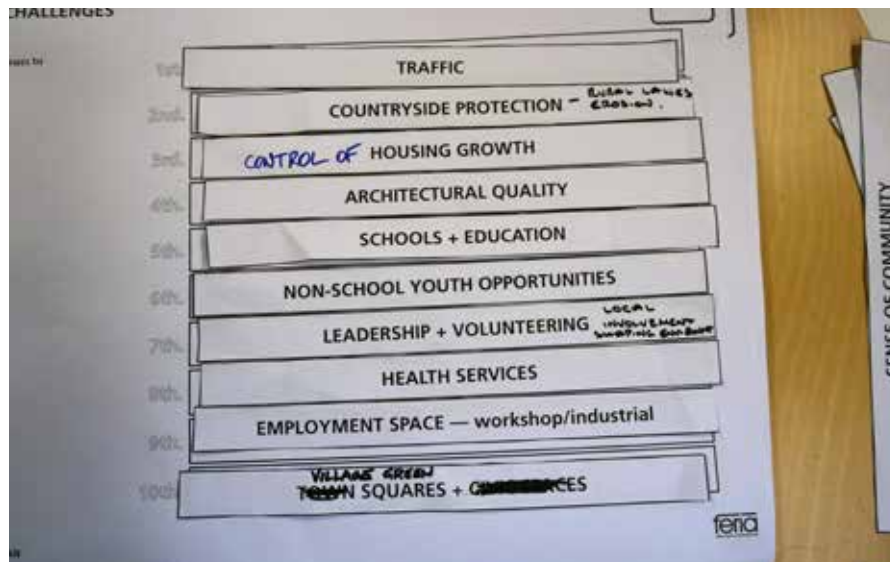 CHALLENGES
1st.
TRAFFIC
2nd.
COUNTRYSIDE PROTECTION - RURAL LANES
EROSION.
3rd.
CONTROL OF HOUSING GROWTH
4th.
ARCHITECTURAL QUALITY
5th.
SCHOOLS + EDUCATION
6th.
NON-SCHOOL YOUTH OPPORTUNITIES
7th.
LEADERSHIP + VOLUNTEERING LOCAL
INVOLVEMENT
8th.
HEALTH SERVICES
9th.
EMPLOYMENT SPACE — workshop/industrial
10th
VILLAGE GREEN
SQUARES +
feria
SENSE OF COMMUNITY